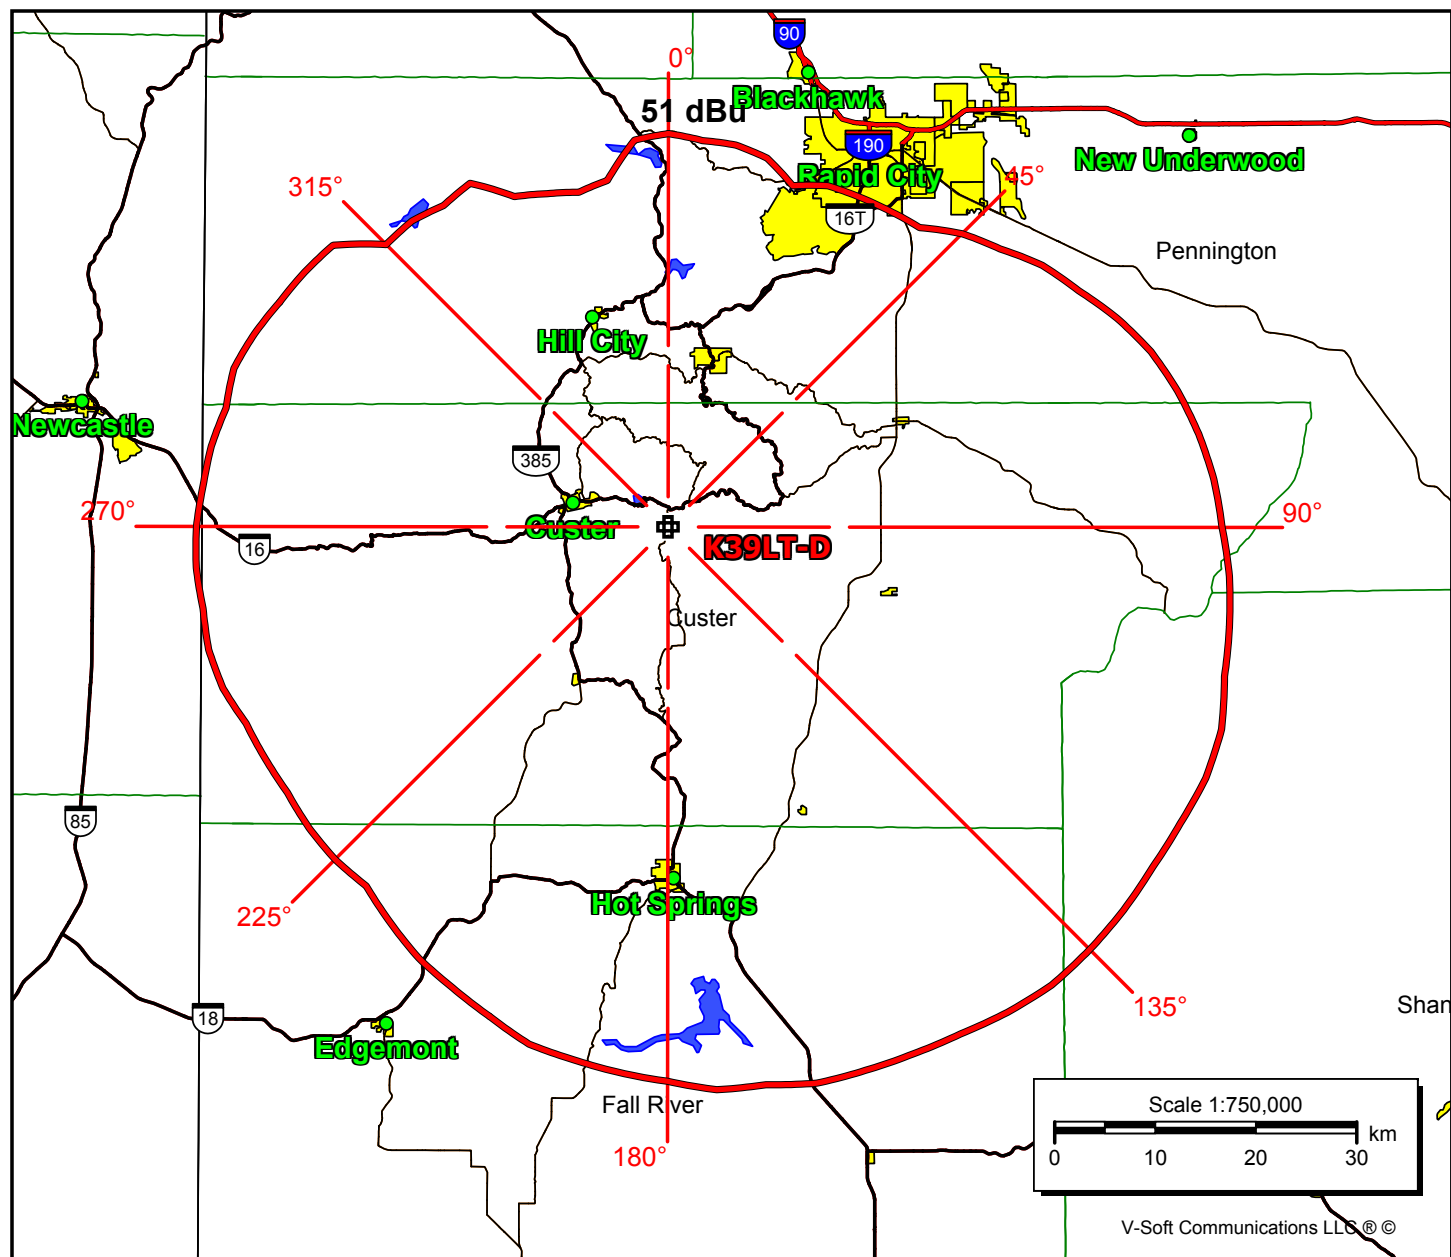 90
0°
51 dBu
Blackhawk
190
New Underwood
Rapid City
45°
315°
16T
Pennington
Hill City
Newcastle
385
270°
Custer
90°
16
K39LT-D
Custer
85
Hot Springs
225°
135°
Shan
18
Edgemont
Fall River
180°
Scale 1:750,000
km
0 10 20 30
V-Soft Communications LLC ® ©